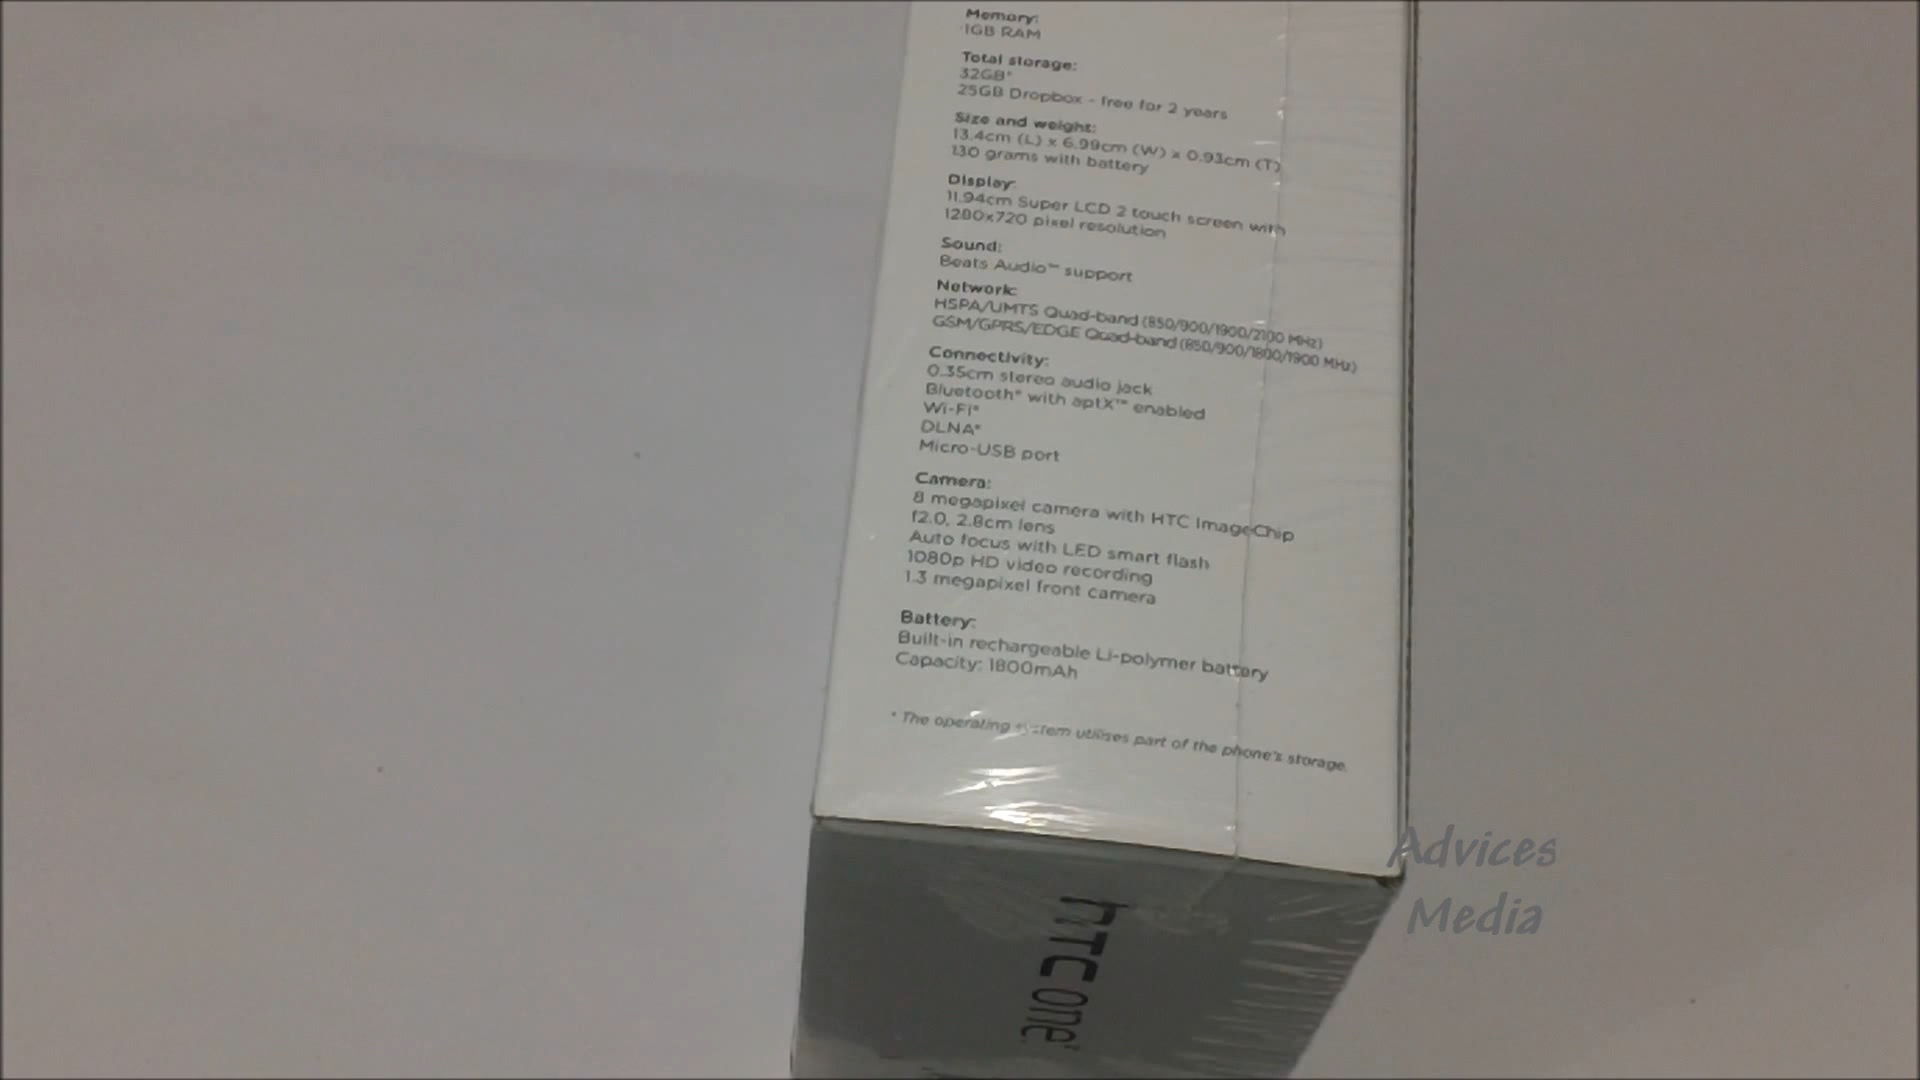 Memory:
1GB RAM
Total storage:
32GB*
25GB Dropbox - free for 2 years
Size and weight:
13.4cm (L) x 6.99cm (W) x 0.93cm (T)
130 grams with battery
Display:
11.94cm Super LCD 2 touch screen with
1280x720 pixel resolution
Sound:
Beats Audio™ support
Network:
HSPA/UMTS Quad-band (850/900/1900/2100 MHz)
GSM/GPRS/EDGE Quad-band (850/900/1800/1900 MHz)
Connectivity:
0.35cm stereo audio jack
Bluetooth® with aptX™ enabled
Wi-Fi®
DLNA®
Micro-USB port
Camera:
8 megapixel camera with HTC ImageChip
f2.0, 2.8cm lens
Auto focus with LED smart flash
1080p HD video recording
1.3 megapixel front camera
Battery:
Built-in rechargeable Li-polymer battery
Capacity: 1800mAh
* The operating system utilises part of the phone's storage.
hTC one
Advices
Media